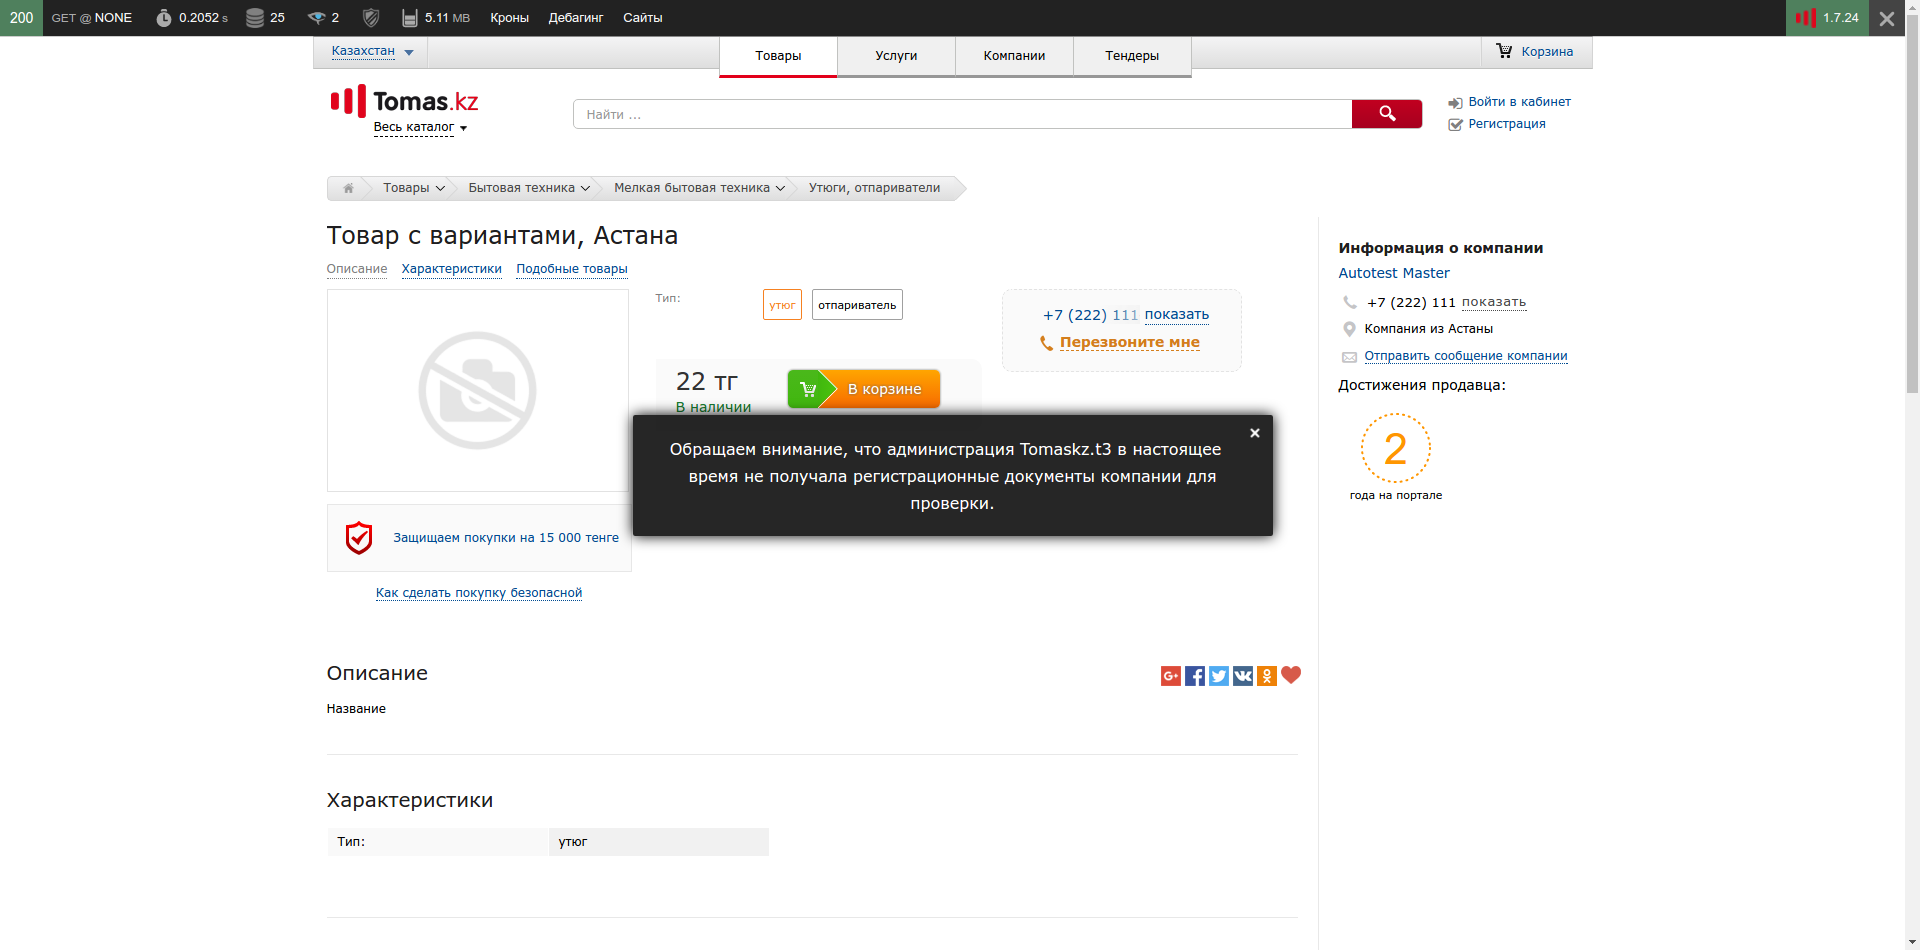 200 GET @ NONE 0.2052 s 25 2 5.11 MB Кроны Дебагинг Сайты 1.7.24
Казахстан Товары Услуги Компании Тендеры Корзина
Tomas.kz
Весь каталог
Найти ...
Войти в кабинет
Регистрация
Товары Бытовая техника Мелкая бытовая техника Утюги, отпариватели
Товар с вариантами, Астана
Описание Характеристики Подобные товары
Тип: утюг отпариватель
+7 (222) 111 показать
Перезвоните мне
22 тг
В наличии
В корзине
Обращаем внимание, что администрация Tomaskz.t3 в настоящее
время не получала регистрационные документы компании для
проверки.
Защищаем покупки на 15 000 тенге
Как сделать покупку безопасной
Информация о компании
Autotest Master
+7 (222) 111 показать
Компания из Астаны
Отправить сообщение компании
Достижения продавца:
2
года на портале
Описание
Название
Характеристики
Тип: утюг